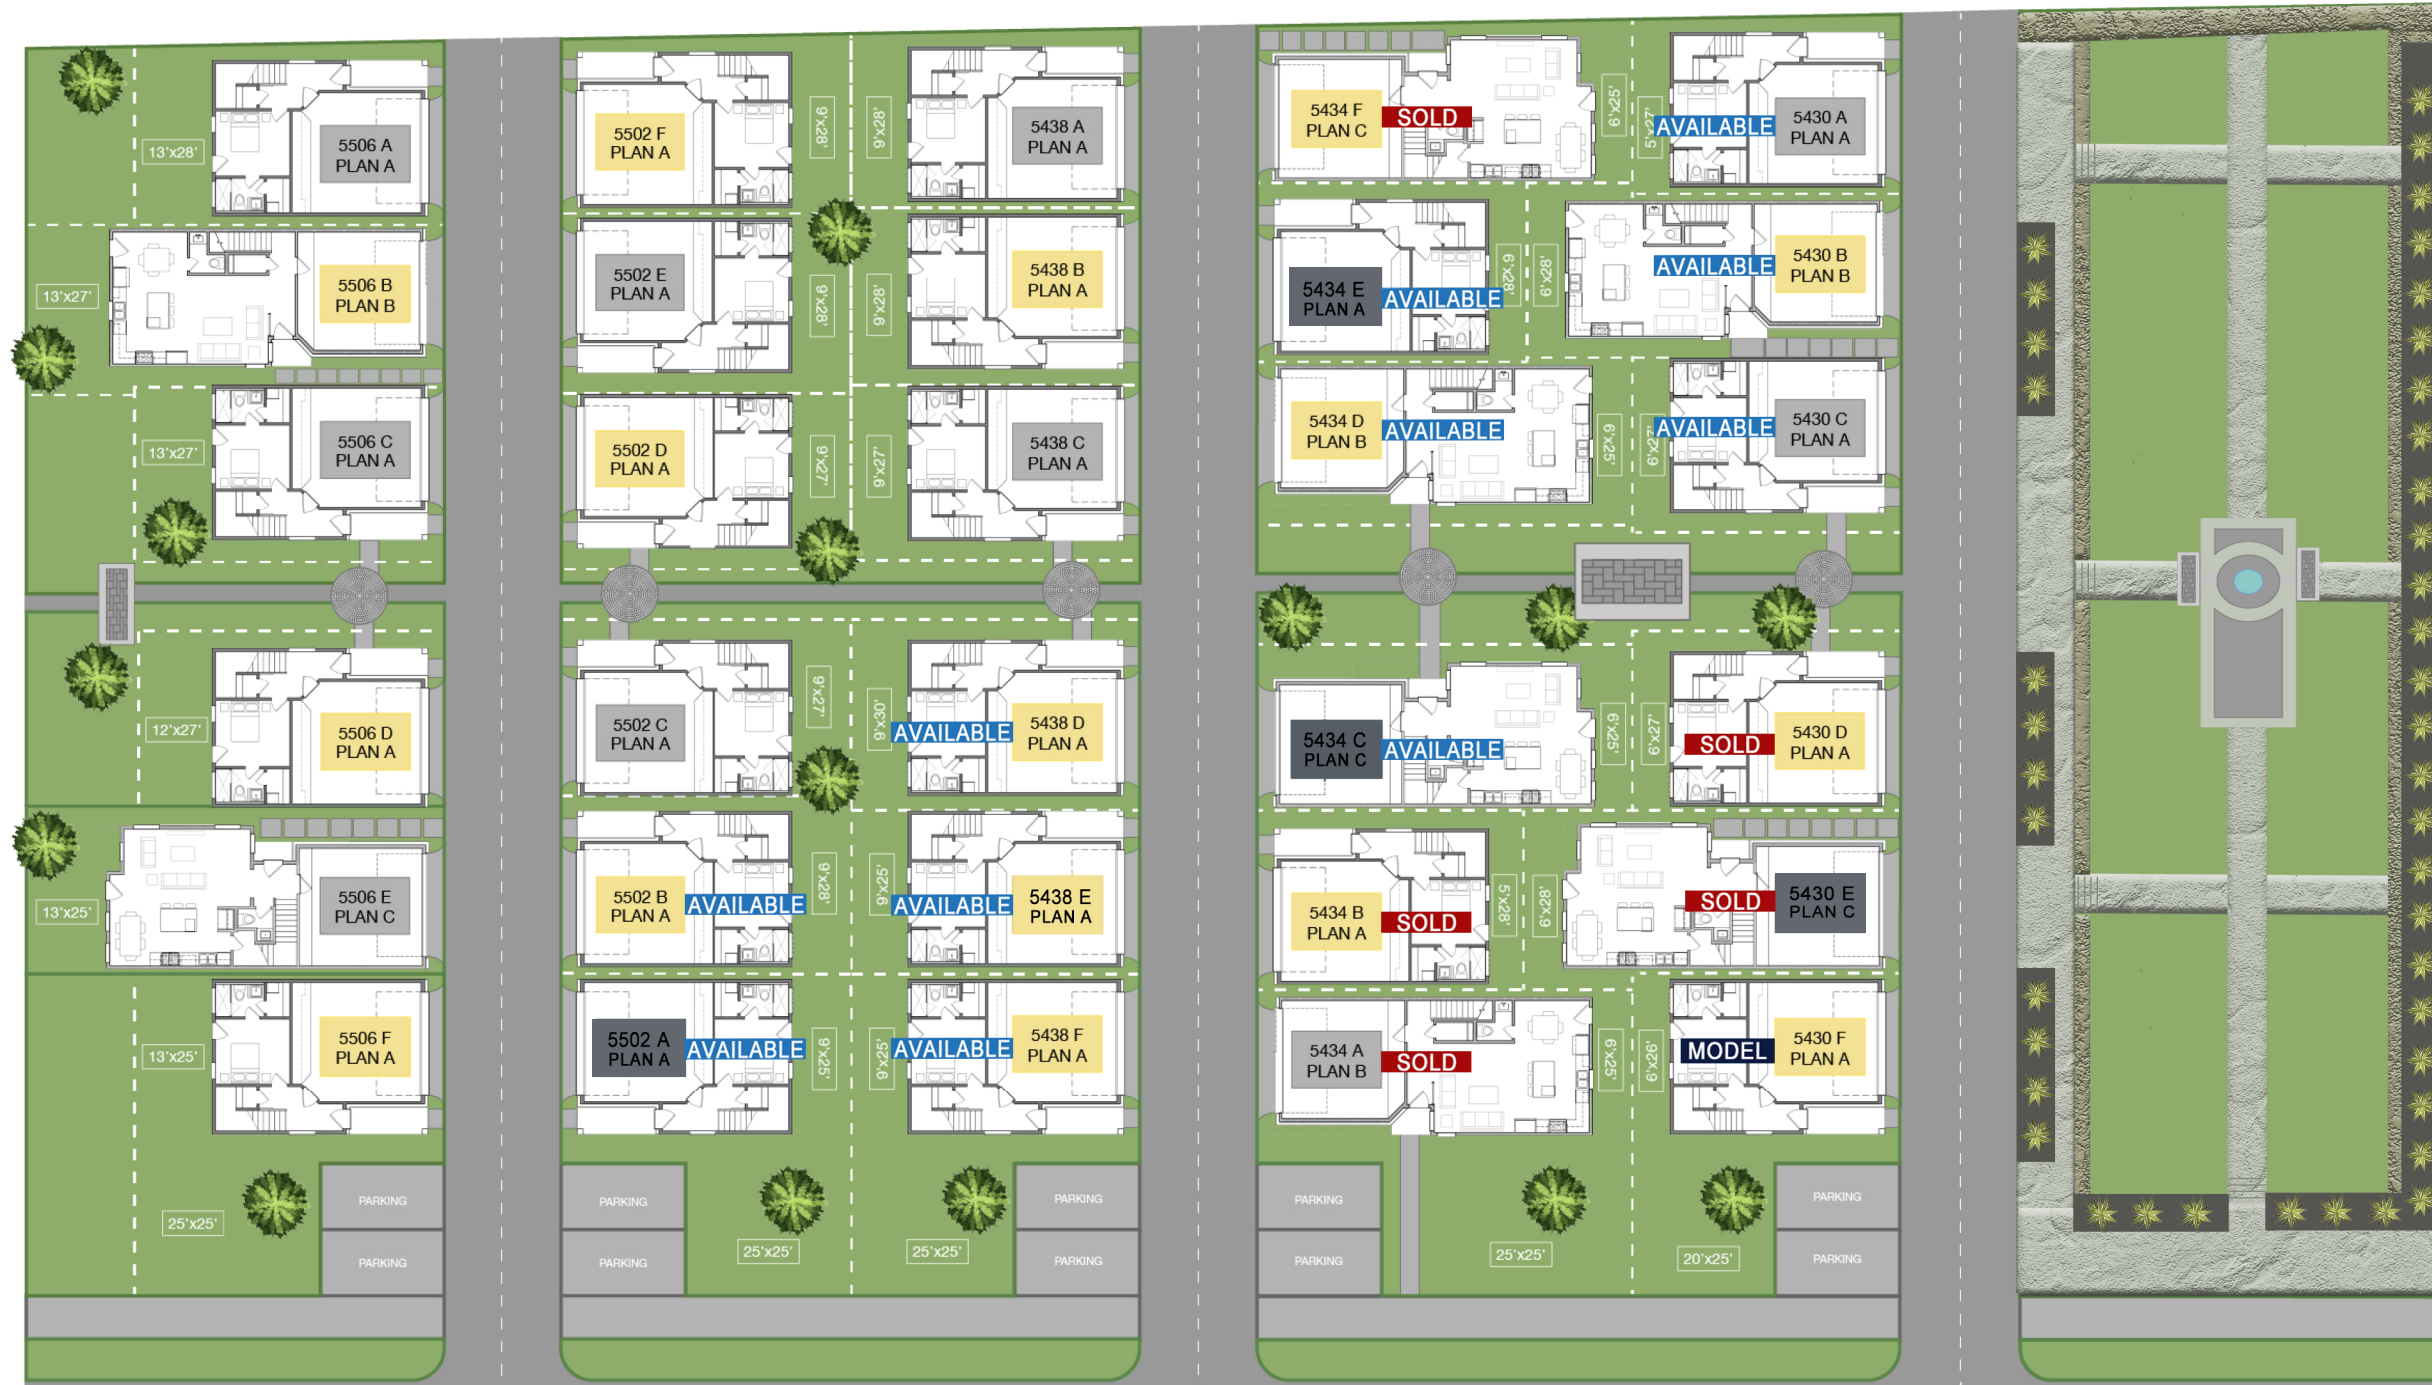 5506 A
PLAN A
13'x28'
5506 B
PLAN B
13'x27'
5506 C
PLAN A
13'x27'
5506 D
PLAN A
12'x27'
5506 E
PLAN C
13'x25'
5506 F
PLAN A
13'x25'
25'x25'
PARKING
PARKING
5502 F
PLAN A
9'x28'
5502 E
PLAN A
9'x28'
5502 D
PLAN A
9'x27'
5502 C
PLAN A
9'x27'
5502 B
PLAN A
AVAILABLE
9'x28'
5502 A
PLAN A
AVAILABLE
9'x25'
PARKING
PARKING
25'x25'
9'x28'
5438 A
PLAN A
9'x28'
5438 B
PLAN A
9'x27'
5438 C
PLAN A
9'x30'
AVAILABLE
5438 D
PLAN A
9'x25'
AVAILABLE
5438 E
PLAN A
9'x25'
AVAILABLE
5438 F
PLAN A
25'x25'
PARKING
PARKING
5434 F
PLAN C
SOLD
6'x25'
5434 E
PLAN A
AVAILABLE
6'x28'
5434 D
PLAN B
AVAILABLE
6'x25'
5434 C
PLAN C
AVAILABLE
6'x25'
5434 B
PLAN A
SOLD
5'x28'
5434 A
PLAN B
SOLD
6'x25'
PARKING
PARKING
25'x25'
5'x27'
AVAILABLE
5430 A
PLAN A
6'x28'
AVAILABLE
5430 B
PLAN B
6'x27'
AVAILABLE
5430 C
PLAN A
6'x27'
SOLD
5430 D
PLAN A
6'x28'
SOLD
5430 E
PLAN C
6'x26'
MODEL
5430 F
PLAN A
20'x25'
PARKING
PARKING